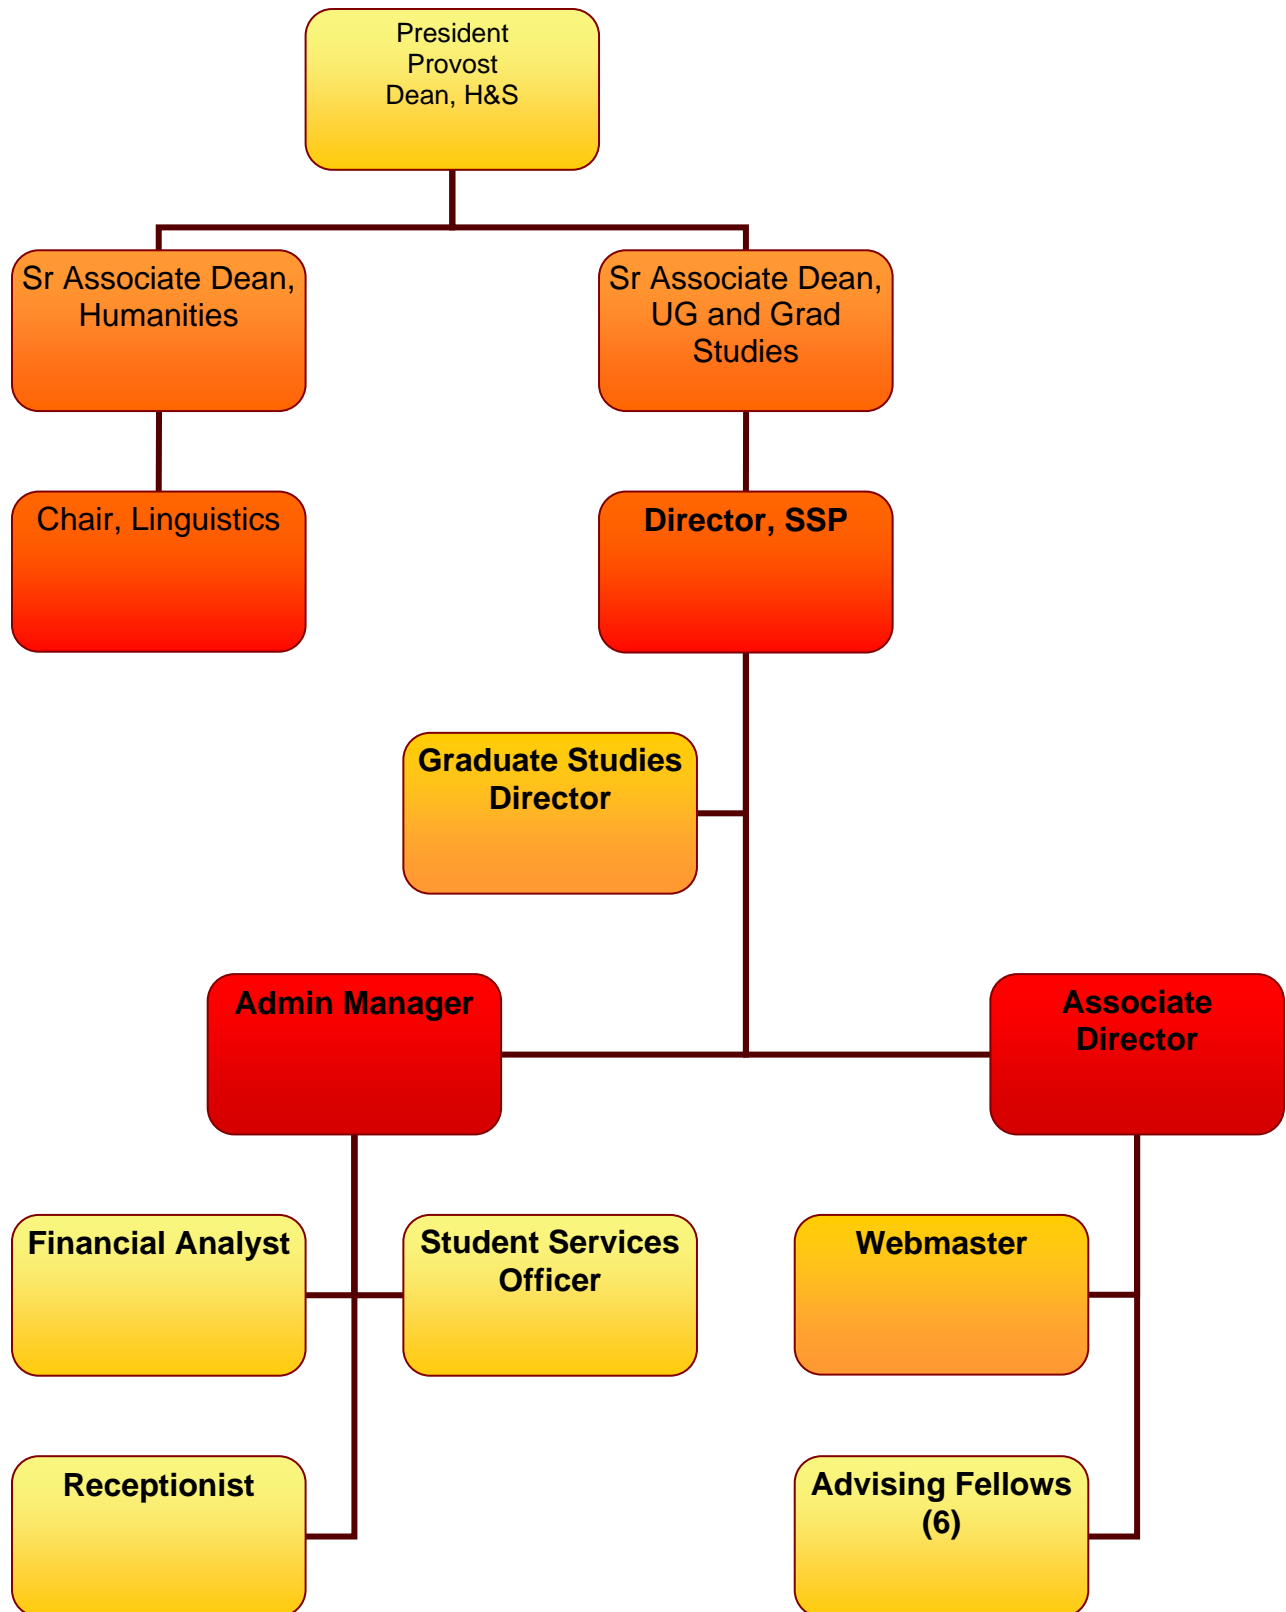 President
Provost
Dean, H&S
Sr Associate Dean,
Humanities
Sr Associate Dean,
UG and Grad
Studies
Chair, Linguistics
Director, SSP
Graduate Studies
Director
Admin Manager
Associate
Director
Financial Analyst
Student Services
Officer
Webmaster
Receptionist
Advising Fellows
(6)